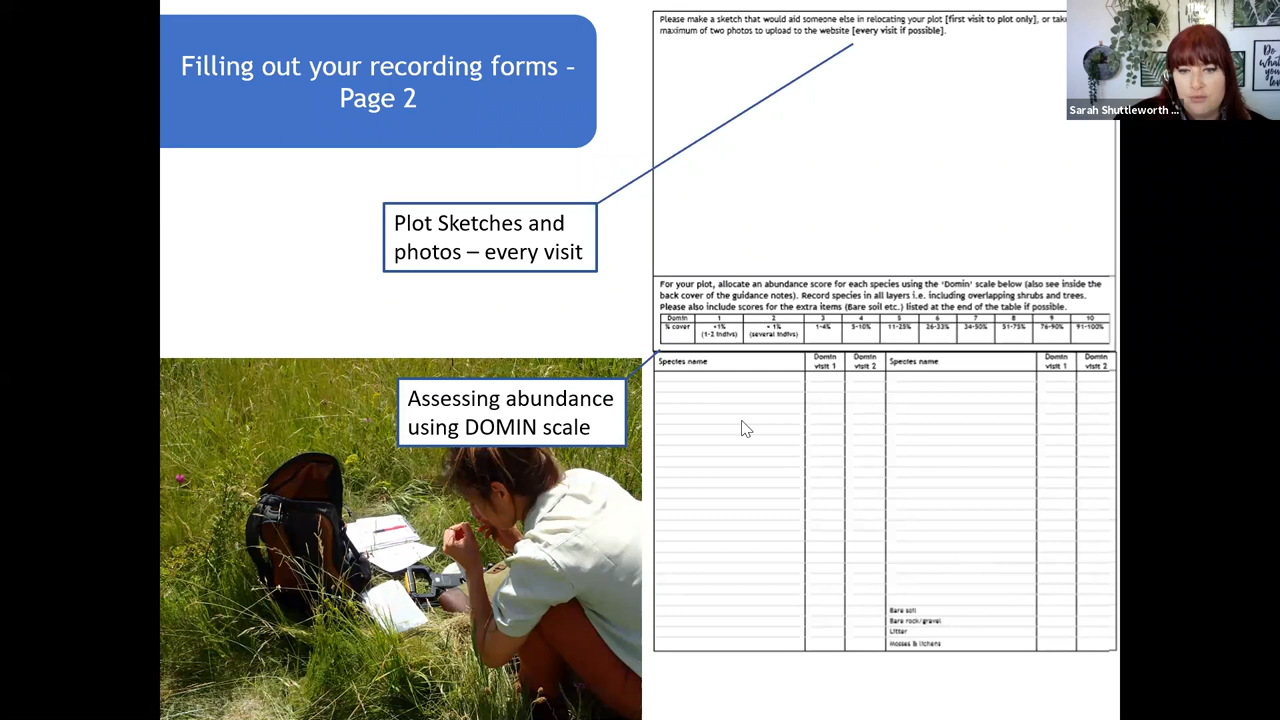 Filling out your recording forms –
Page 2
Please make a sketch that would aid someone else in relocating your plot [first visit to plot only], or take
maximum of two photos to upload to the website [every visit if possible].
Do
what
you
love
Sarah Shuttleworth ...
Plot Sketches and
photos – every visit
For your plot, allocate an abundance score for each species using the 'Domin' scale below (also see inside the
back cover of the guidance notes). Record species in all layers i.e. including overlapping shrubs and trees.
Please also include scores for the extra items (Bare soil etc.) listed at the end of the table if possible.
Domin 1 2 3 4 5 6 7 8 9 10
% cover <1% < 1% 1-4% 5-10% 11-25% 26-33% 34-50% 51-75% 76-90% 91-100%
(1-2 indivs) (several indivs)
Species name Domin visit 1 Domin visit 2 Species name Domin visit 1 Domin visit 2
Assessing abundance
using DOMIN scale
Bare soil
Bare rock/gravel
Litter
Mosses & lichens